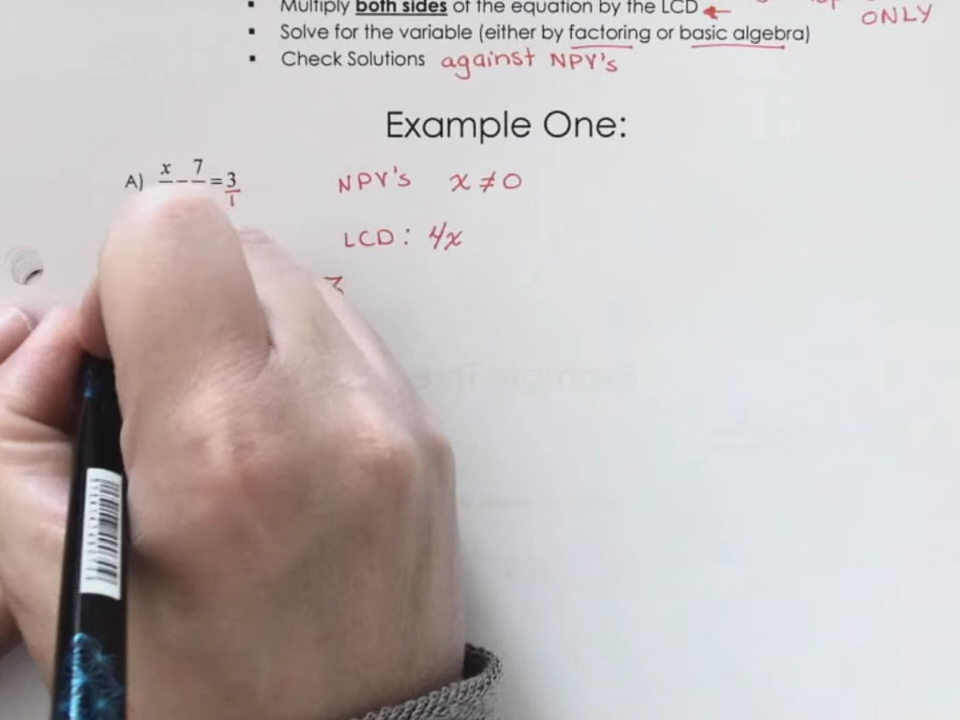 ▪ Multiply both sides of the equation by the LCD ←
ONLY
▪ Solve for the variable (either by factoring or basic algebra)
▪ Check Solutions against NPV's
Example One:
A) x 7 = 3/1 NPV's x ≠ 0
LCD: 4x
3